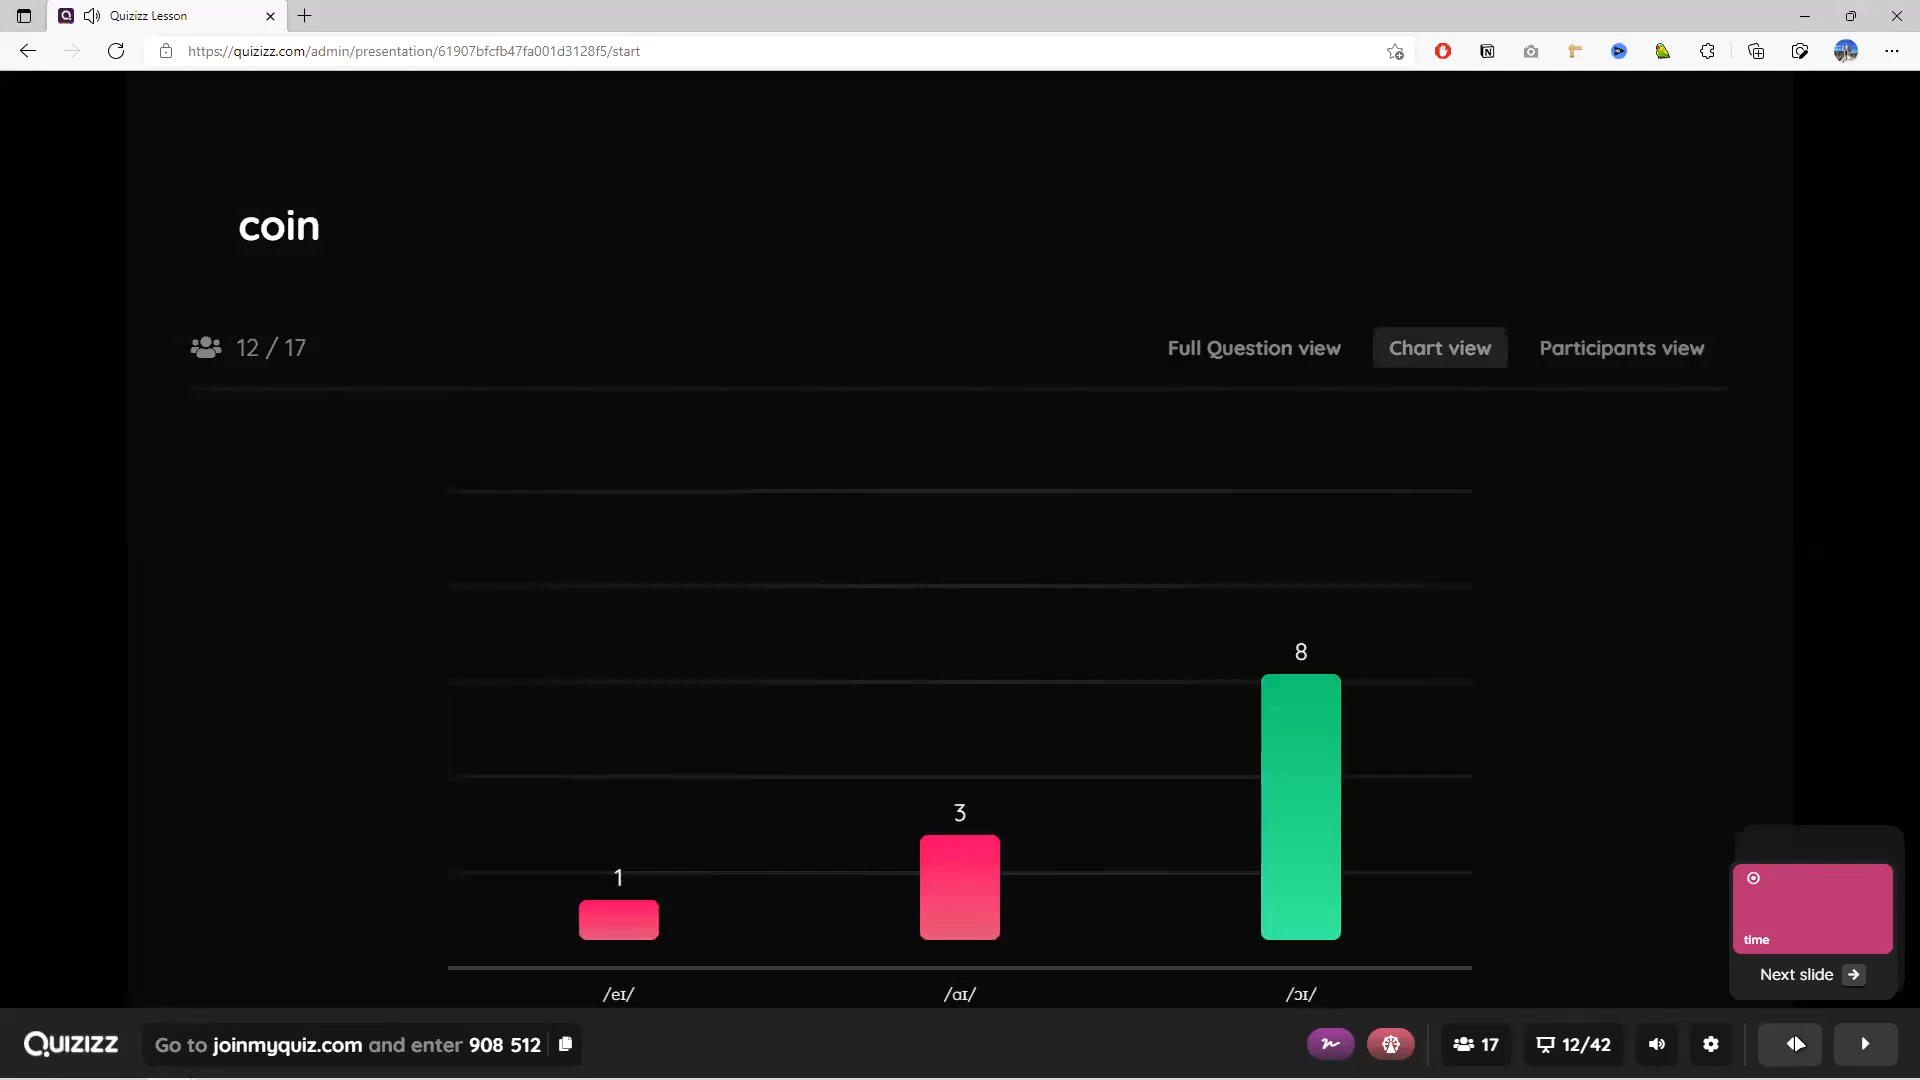 Quizizz Lesson
https://quizizz.com/admin/presentation/61907bfcfb47fa001d3128f5/start
coin
12 / 17
Full Question view
Chart view
Participants view
8
3
1
/eɪ/
/ɑɪ/
/ɔɪ/
time
Next slide
QUIZIZZ
Go to joinmyquiz.com and enter 908 512
17
12/42